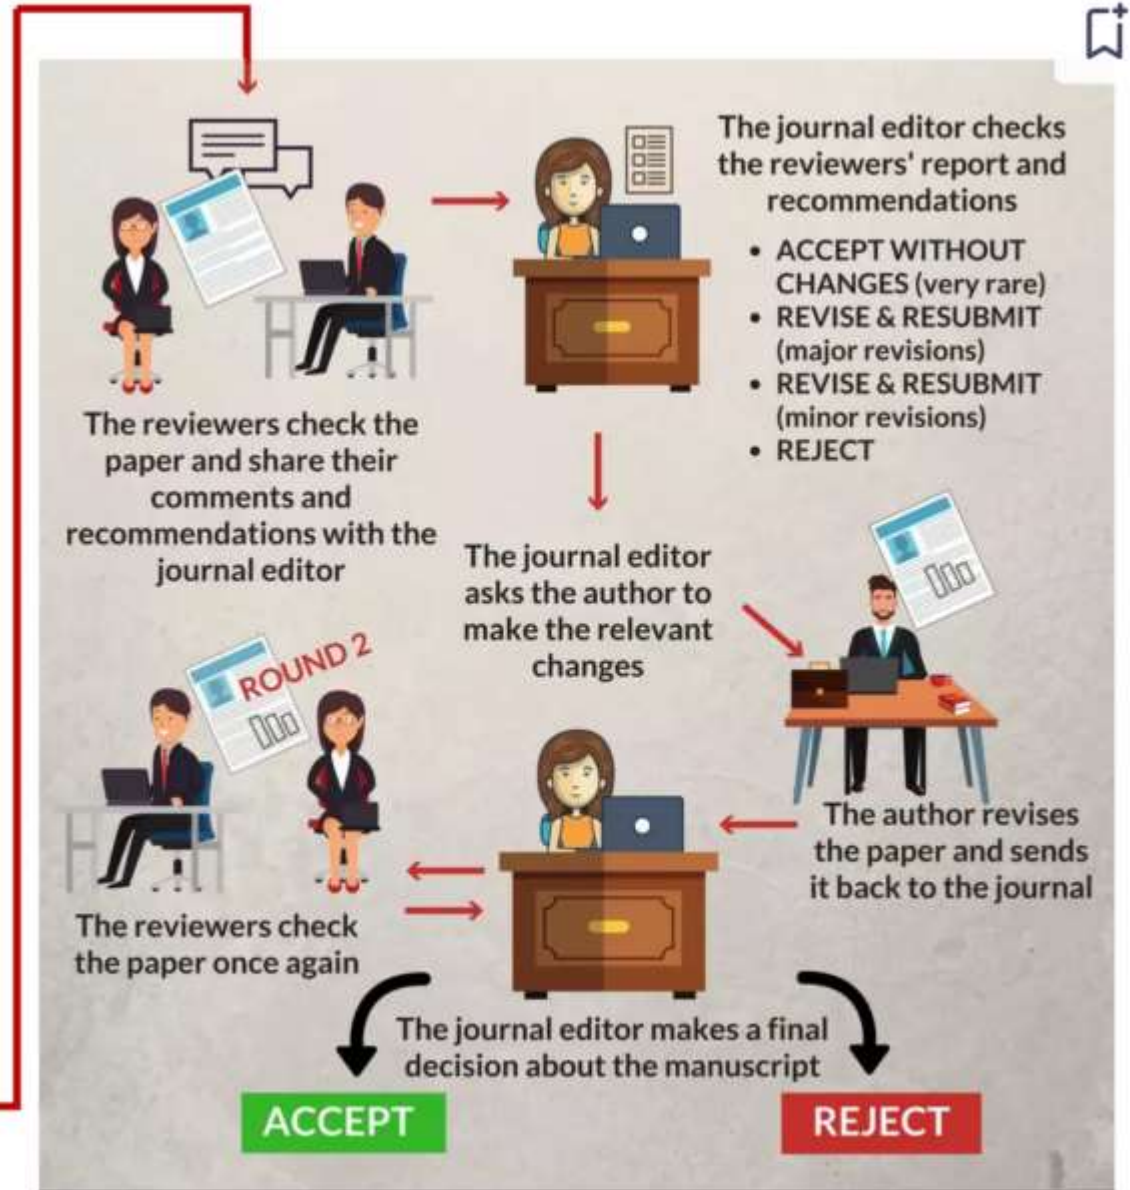 The reviewers check the
paper and share their
comments and
recommendations with the
journal editor
The journal editor checks
the reviewers' report and
recommendations
• ACCEPT WITHOUT
CHANGES (very rare)
• REVISE & RESUBMIT
(major revisions)
• REVISE & RESUBMIT
(minor revisions)
• REJECT
The journal editor
asks the author to
make the relevant
changes
The author revises
the paper and sends
it back to the journal
ROUND 2
The reviewers check
the paper once again
The journal editor makes a final
decision about the manuscript
ACCEPT
REJECT